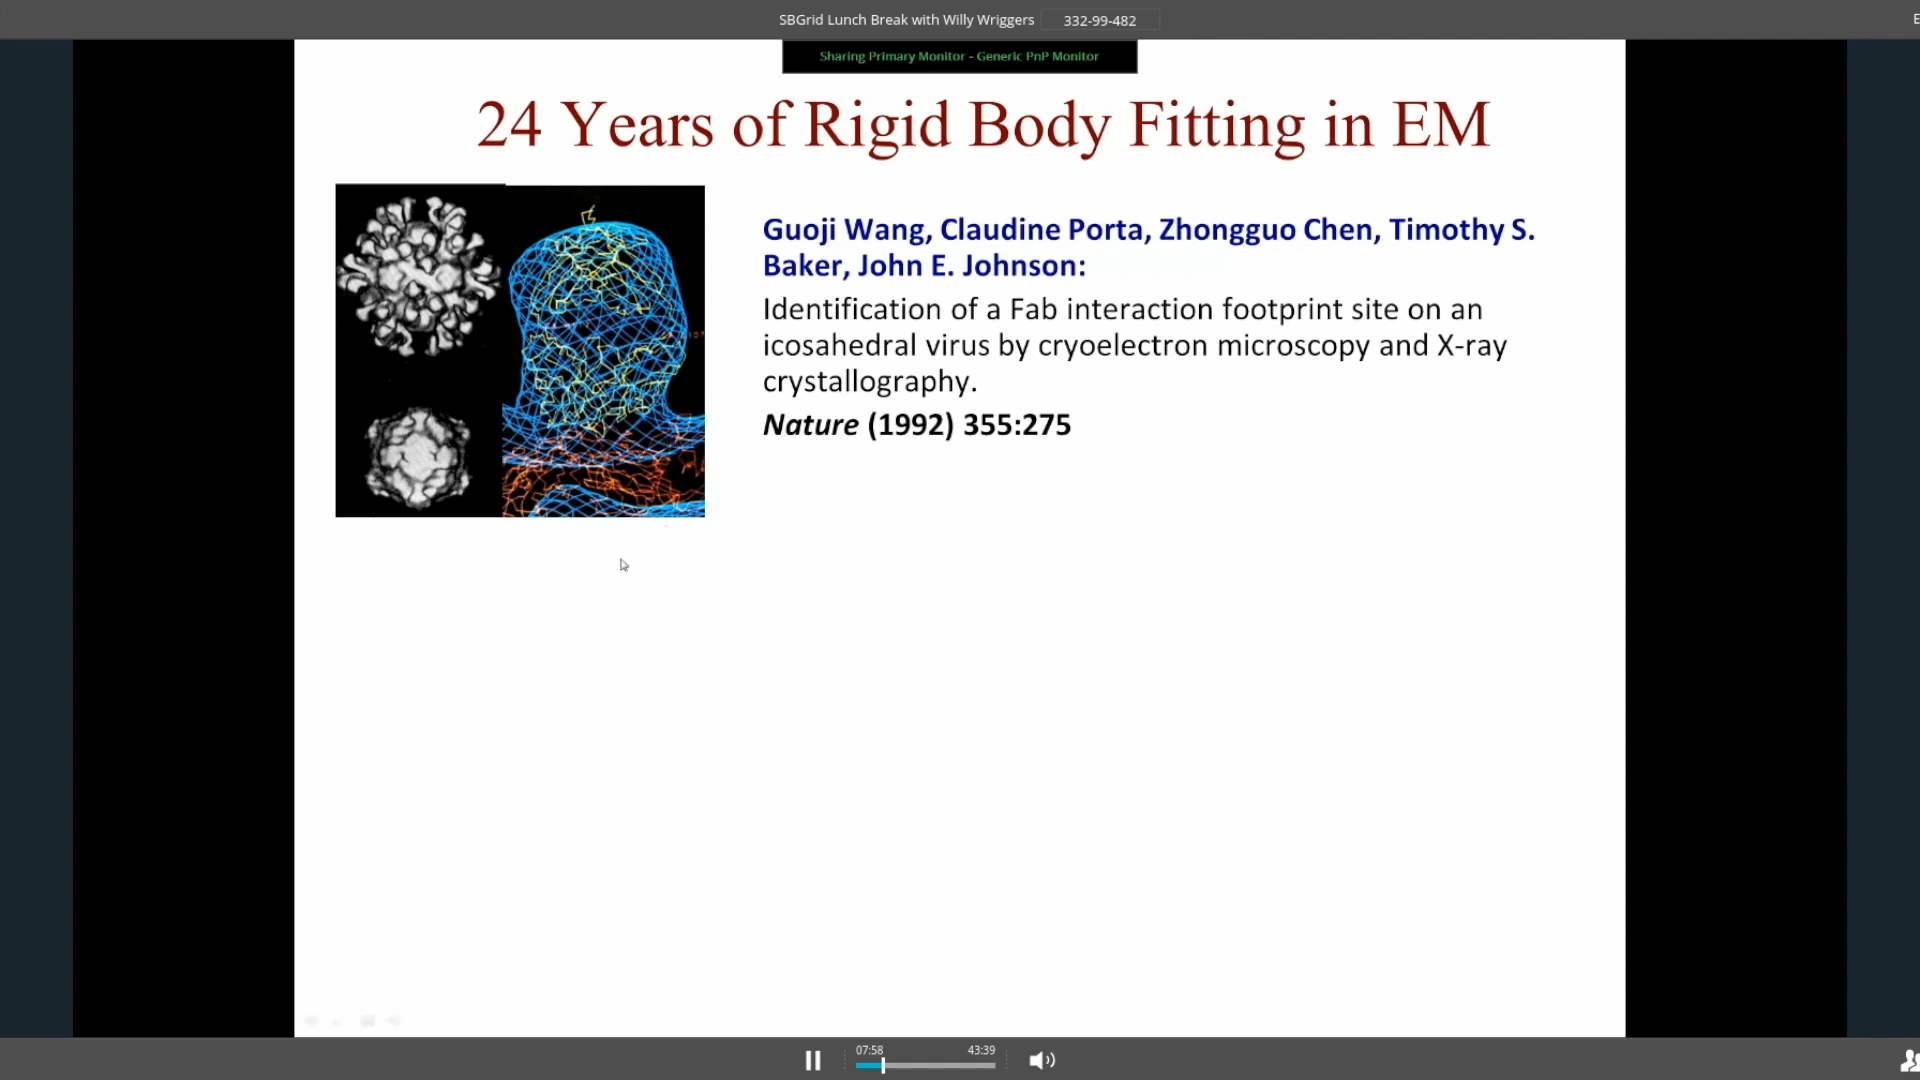 SBGrid Lunch Break with Willy Wriggers 332-99-482
E
Sharing Primary Monitor - Generic PnP Monitor
24 Years of Rigid Body Fitting in EM
Guoji Wang, Claudine Porta, Zhongguo Chen, Timothy S.
Baker, John E. Johnson:
Identification of a Fab interaction footprint site on an
icosahedral virus by cryoelectron microscopy and X-ray
crystallography.
Nature (1992) 355:275
07:58 43:39